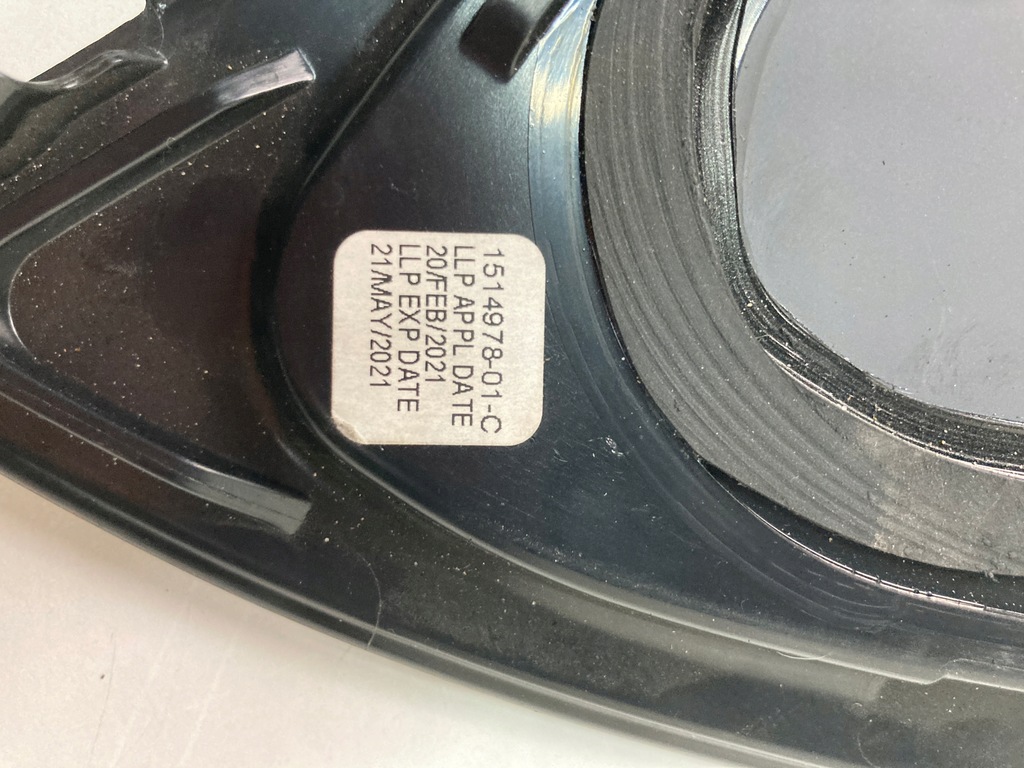 1514978-01-C
LLP APPL DATE
20/FEB/2021
LLP EXP DATE
21/MAY/2021